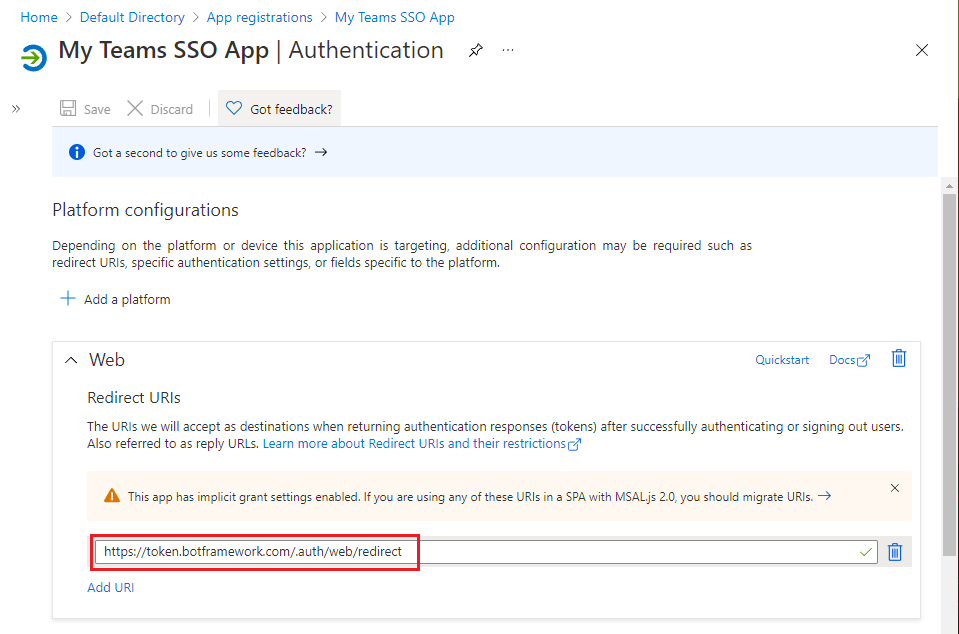 Home > Default Directory > App registrations > My Teams SSO App
My Teams SSO App | Authentication
Save Discard Got feedback?
Got a second to give us some feedback? →
Platform configurations
Depending on the platform or device this application is targeting, additional configuration may be required such as
redirect URIs, specific authentication settings, or fields specific to the platform.
+ Add a platform
Web Quickstart Docs
Redirect URIs
The URIs we will accept as destinations when returning authentication responses (tokens) after successfully authenticating or signing out users.
Also referred to as reply URLs. Learn more about Redirect URIs and their restrictions
This app has implicit grant settings enabled. If you are using any of these URIs in a SPA with MSAL.js 2.0, you should migrate URIs. →
https://token.botframework.com/.auth/web/redirect
Add URI